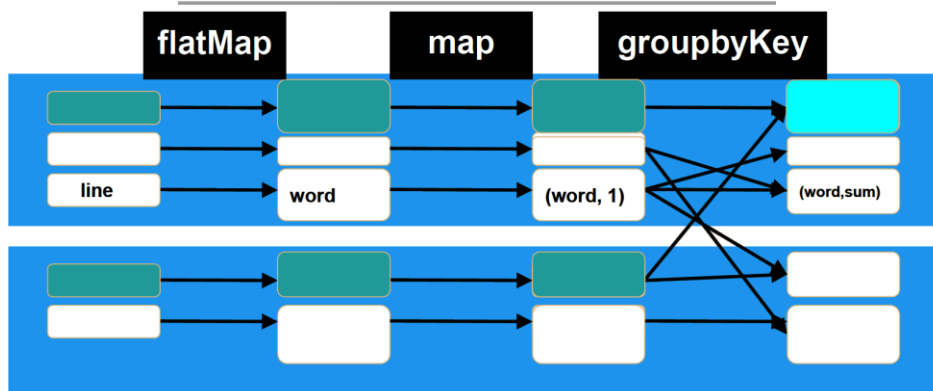 flatMap
map
groupbyKey
line
word
(word, 1)
(word,sum)